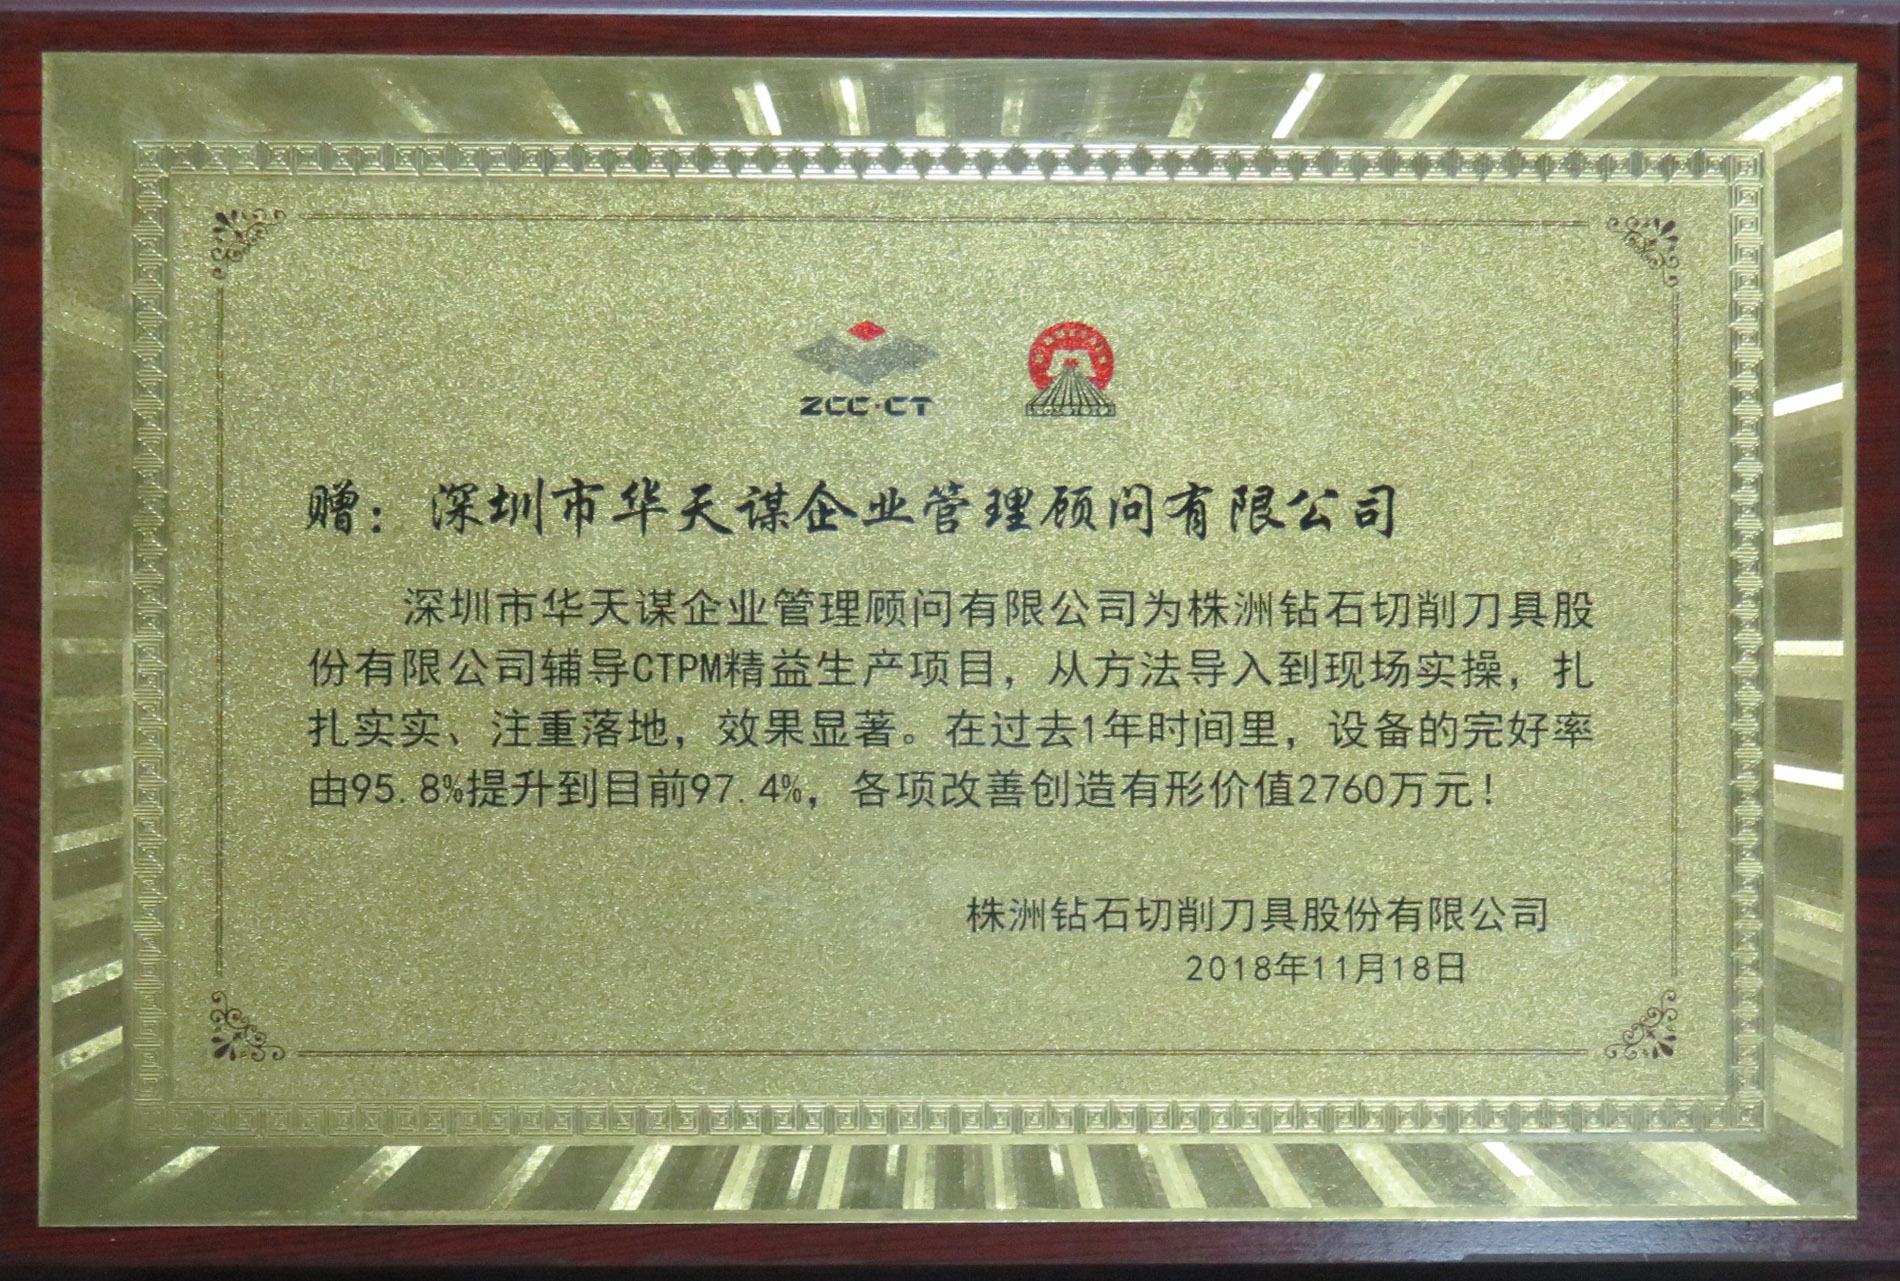 ZCC·CT
赠：深圳市华天谋企业管理顾问有限公司
深圳市华天谋企业管理顾问有限公司为株洲钻石切削刀具股
份有限公司辅导CTPM精益生产项目，从方法导入到现场实操，扎
扎实实、注重落地，效果显著。在过去1年时间里，设备的完好率
由95.8%提升到目前97.4%，各项改善创造有形价值2760万元！
株洲钻石切削刀具股份有限公司
2018年11月18日